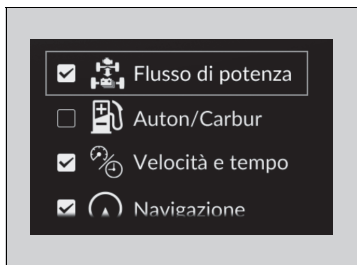 Flusso di potenza
Auton/Carbur
Velocità e tempo
Navigazione